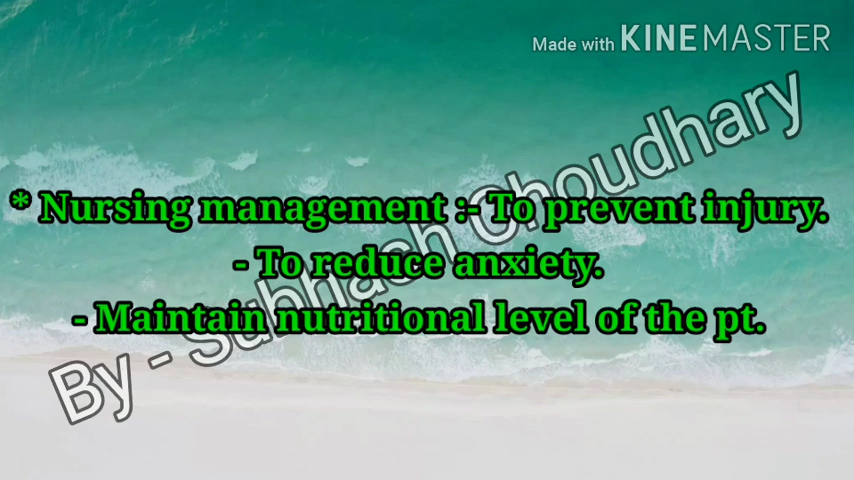 Made with KINEMASTER
* Nursing management :- To prevent injury.
- To reduce anxiety.
- Maintain nutritional level of the pt.
By - Subhash Choudhary